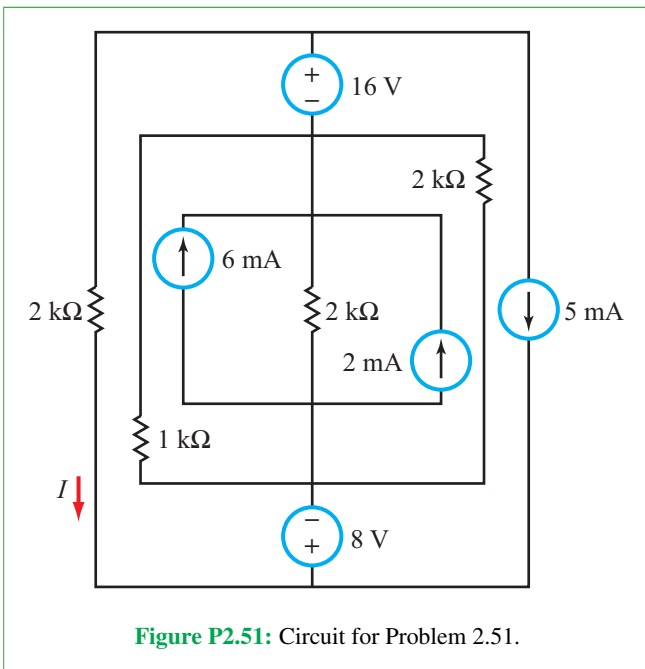 +
16 V
−
2 kΩ
6 mA
2 kΩ
2 kΩ
5 mA
2 mA
1 kΩ
I
−
8 V
+
Figure P2.51: Circuit for Problem 2.51.